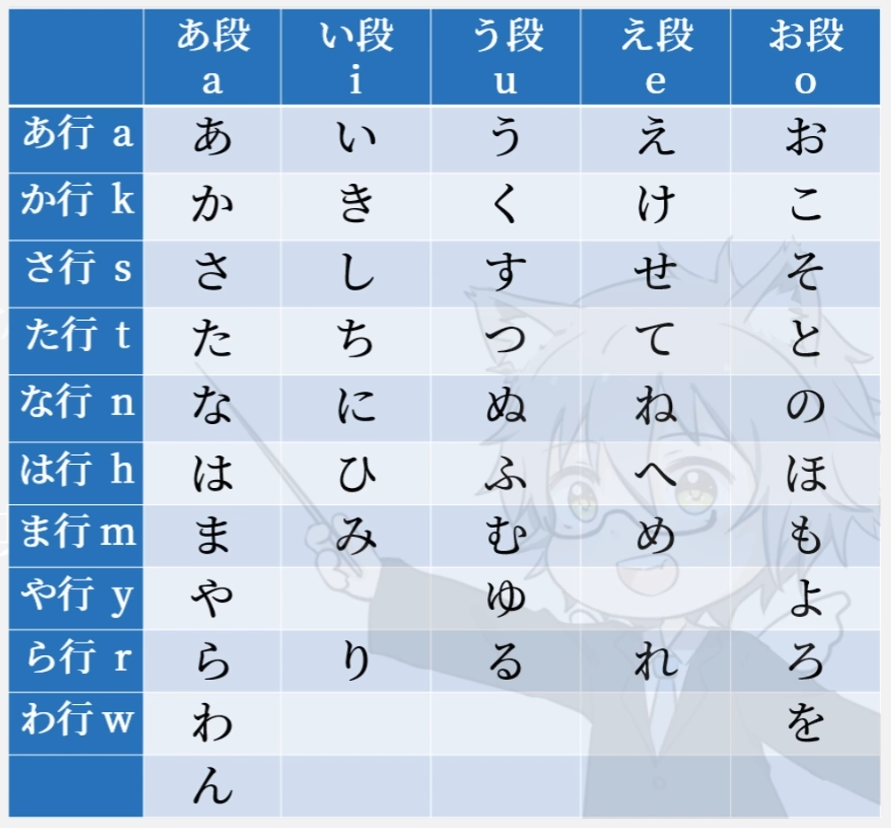 あ段 い段 う段 え段 お段
a i u e o
あ行 a あ い う え お
か行 k か き く け こ
さ行 s さ し す せ そ
た行 t た ち つ て と
な行 n な に ぬ ね の
は行 h は ひ ふ へ ほ
ま行 m ま み む め も
や行 y や ゆ よ
ら行 r ら り る れ ろ
わ行 w わ を
ん